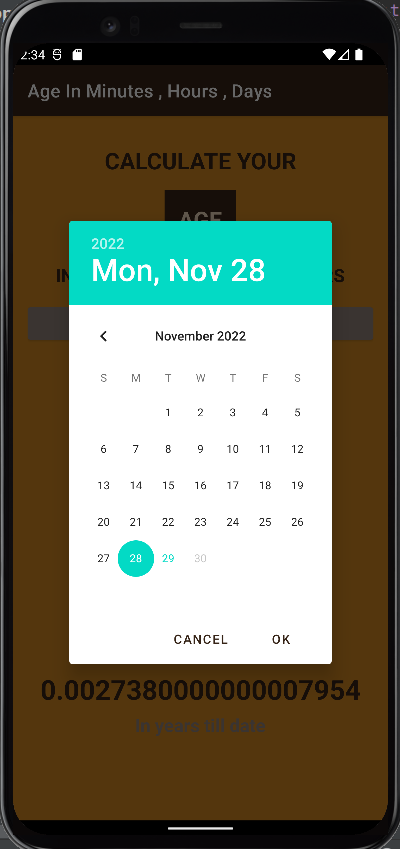 2:34
Age In Minutes , Hours , Days
CALCULATE YOUR
AGE
2022
Mon, Nov 28
November 2022
S M T W T F S
1 2 3 4 5
6 7 8 9 10 11 12
13 14 15 16 17 18 19
20 21 22 23 24 25 26
27 28 29 30
CANCEL OK
0.0027380000000007954
In years till date